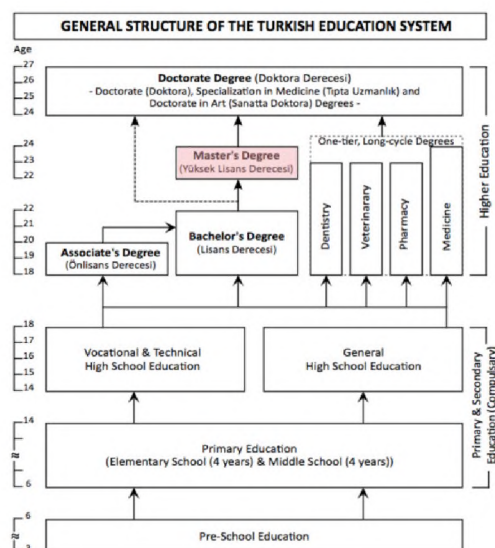 GENERAL STRUCTURE OF THE TURKISH EDUCATION SYSTEM
Age
27
26
25
24
Doctorate Degree (Doktora Derecesi)
- Doctorate (Doktora), Specialization in Medicine (Tıpta Uzmanlık) and
Doctorate in Art (Sanatta Doktora) Degrees -
24
23
22
Master's Degree
(Yüksek Lisans Derecesi)
One-tier, Long-cycle Degrees
Dentistry
Veterinarary
Pharmacy
Medicine
Higher Education
22
21
20
19
18
Bachelor's Degree
(Lisans Derecesi)
Associate's Degree
(Önlisans Derecesi)
18
17
16
15
14
Vocational & Technical
High School Education
General
High School Education
Primary & Secondary
Education (Compulsary)
14
6
Primary Education
(Elementary School (4 years) & Middle School (4 years))
6
3
Pre-School Education